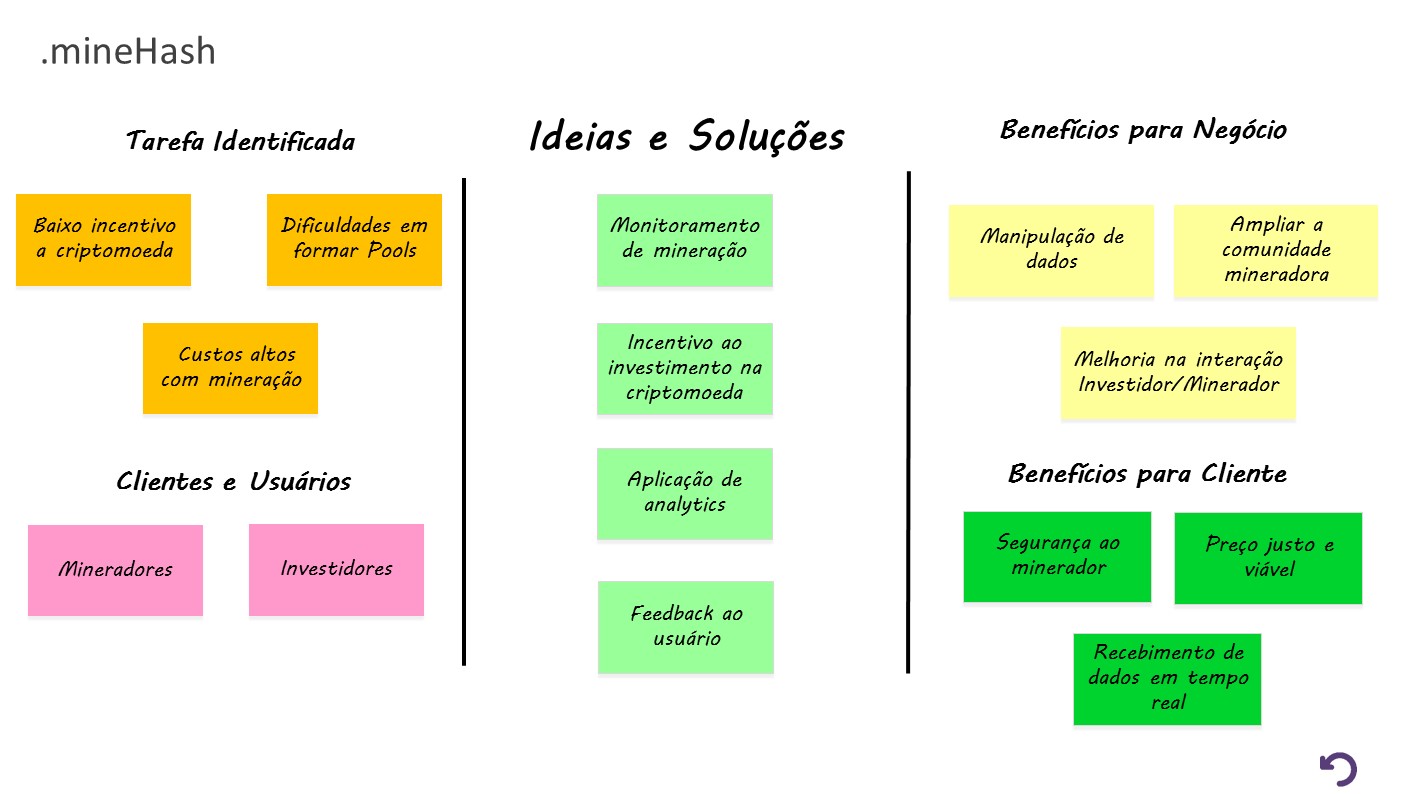 .mineHash
Tarefa Identificada
Baixo incentivo
a criptomoeda
Dificuldades em
formar Pools
Custos altos
com mineração
Clientes e Usuários
Mineradores
Investidores
Ideias e Soluções
Monitoramento
de mineração
Incentivo ao
investimento na
criptomoeda
Aplicação de
analytics
Feedback ao
usuário
Benefícios para Negócio
Manipulação de
dados
Ampliar a
comunidade
mineradora
Melhoria na interação
Investidor/Minerador
Benefícios para Cliente
Segurança ao
minerador
Preço justo e
viável
Recebimento de
dados em tempo
real